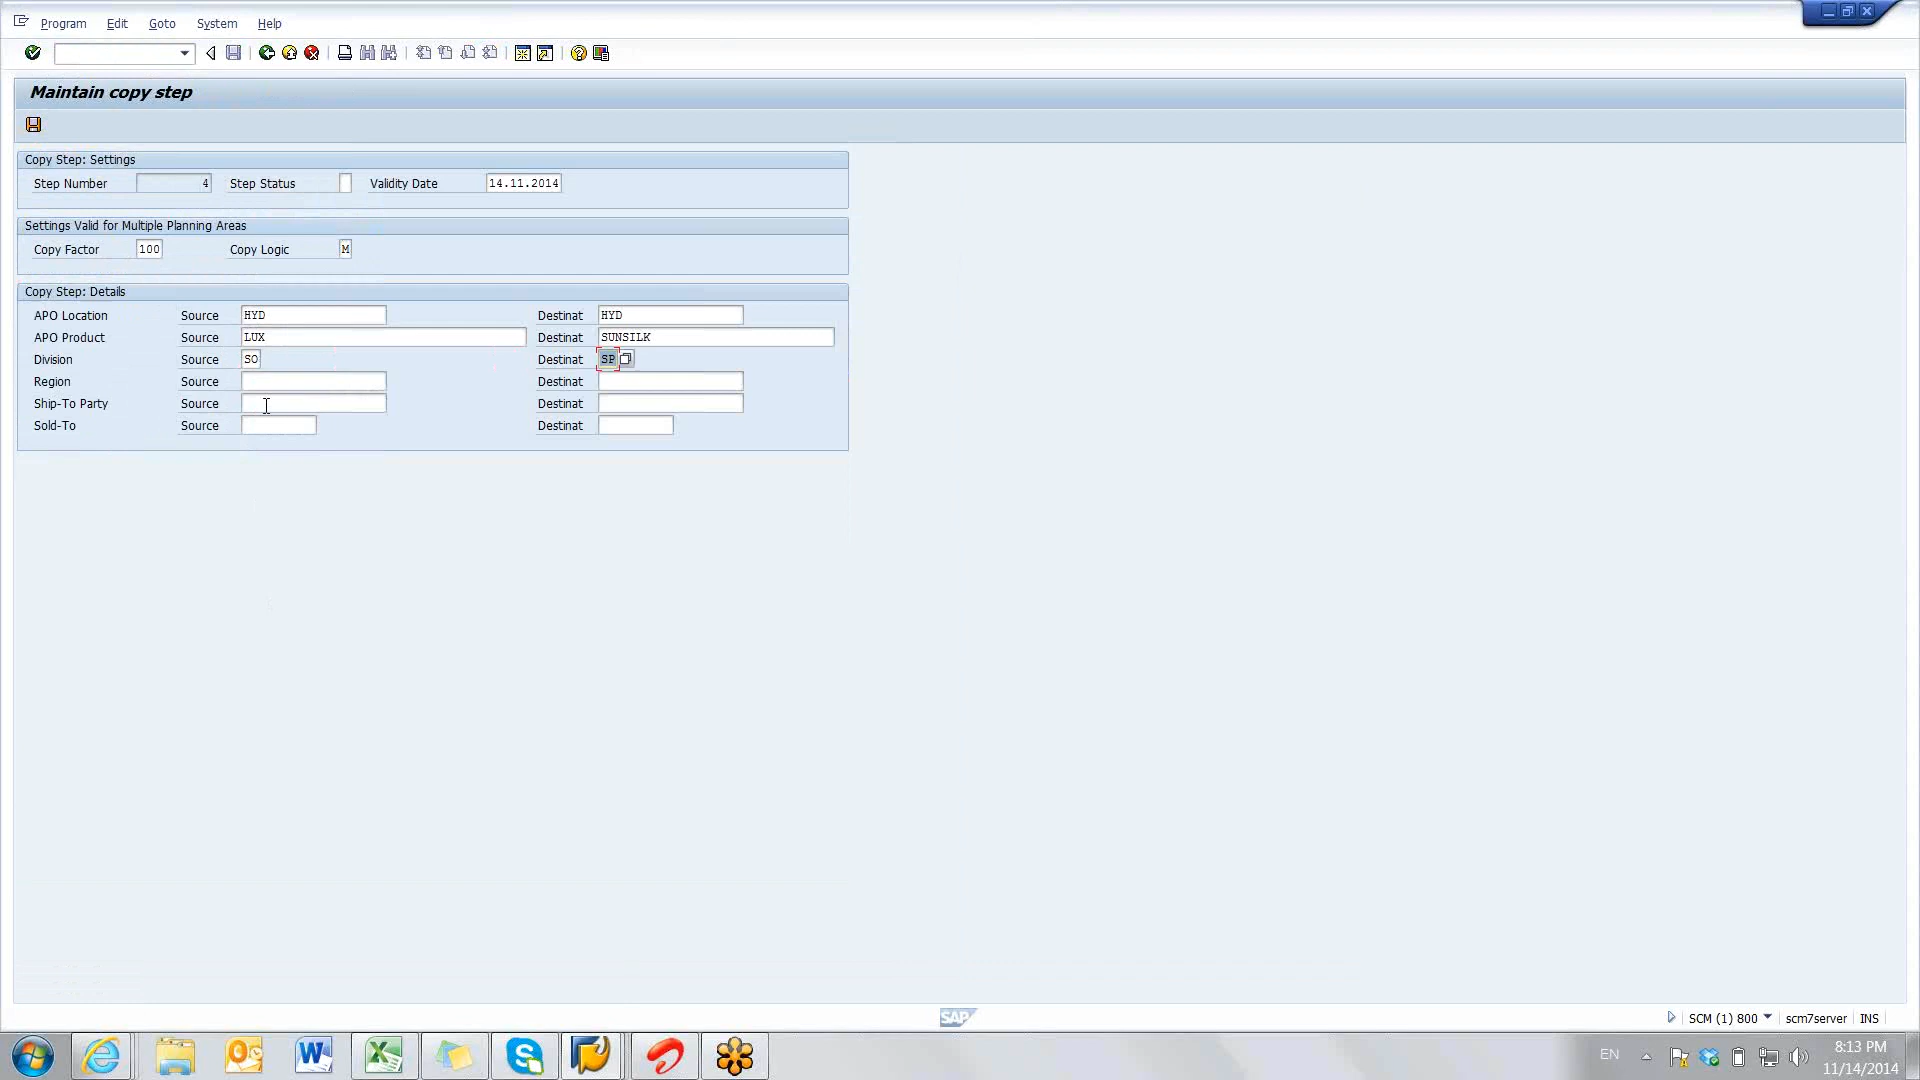 Program Edit Goto System Help
Maintain copy step
Copy Step: Settings
Step Number 4 Step Status Validity Date 14.11.2014
Settings Valid for Multiple Planning Areas
Copy Factor 100 Copy Logic M
Copy Step: Details
APO Location Source HYD Destinat HYD
APO Product Source LUX Destinat SUNSILK
Division Source SO Destinat SP
Region Source Destinat
Ship-To Party Source Destinat
Sold-To Source Destinat
SAP
SCM (1) 800 scm7server INS
EN
8:13 PM
11/14/2014